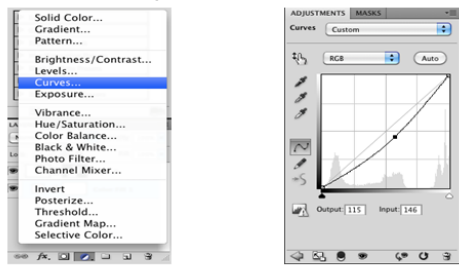 Solid Color...
Gradient...
Pattern...
Brightness/Contrast...
Levels...
Curves...
Exposure...
Vibrance...
Hue/Saturation...
Color Balance...
Black & White...
Photo Filter...
Channel Mixer...
Invert
Posterize...
Threshold...
Gradient Map...
Selective Color...
ADJUSTMENTS MASKS
Curves Custom
RGB Auto
Output: 115 Input: 146